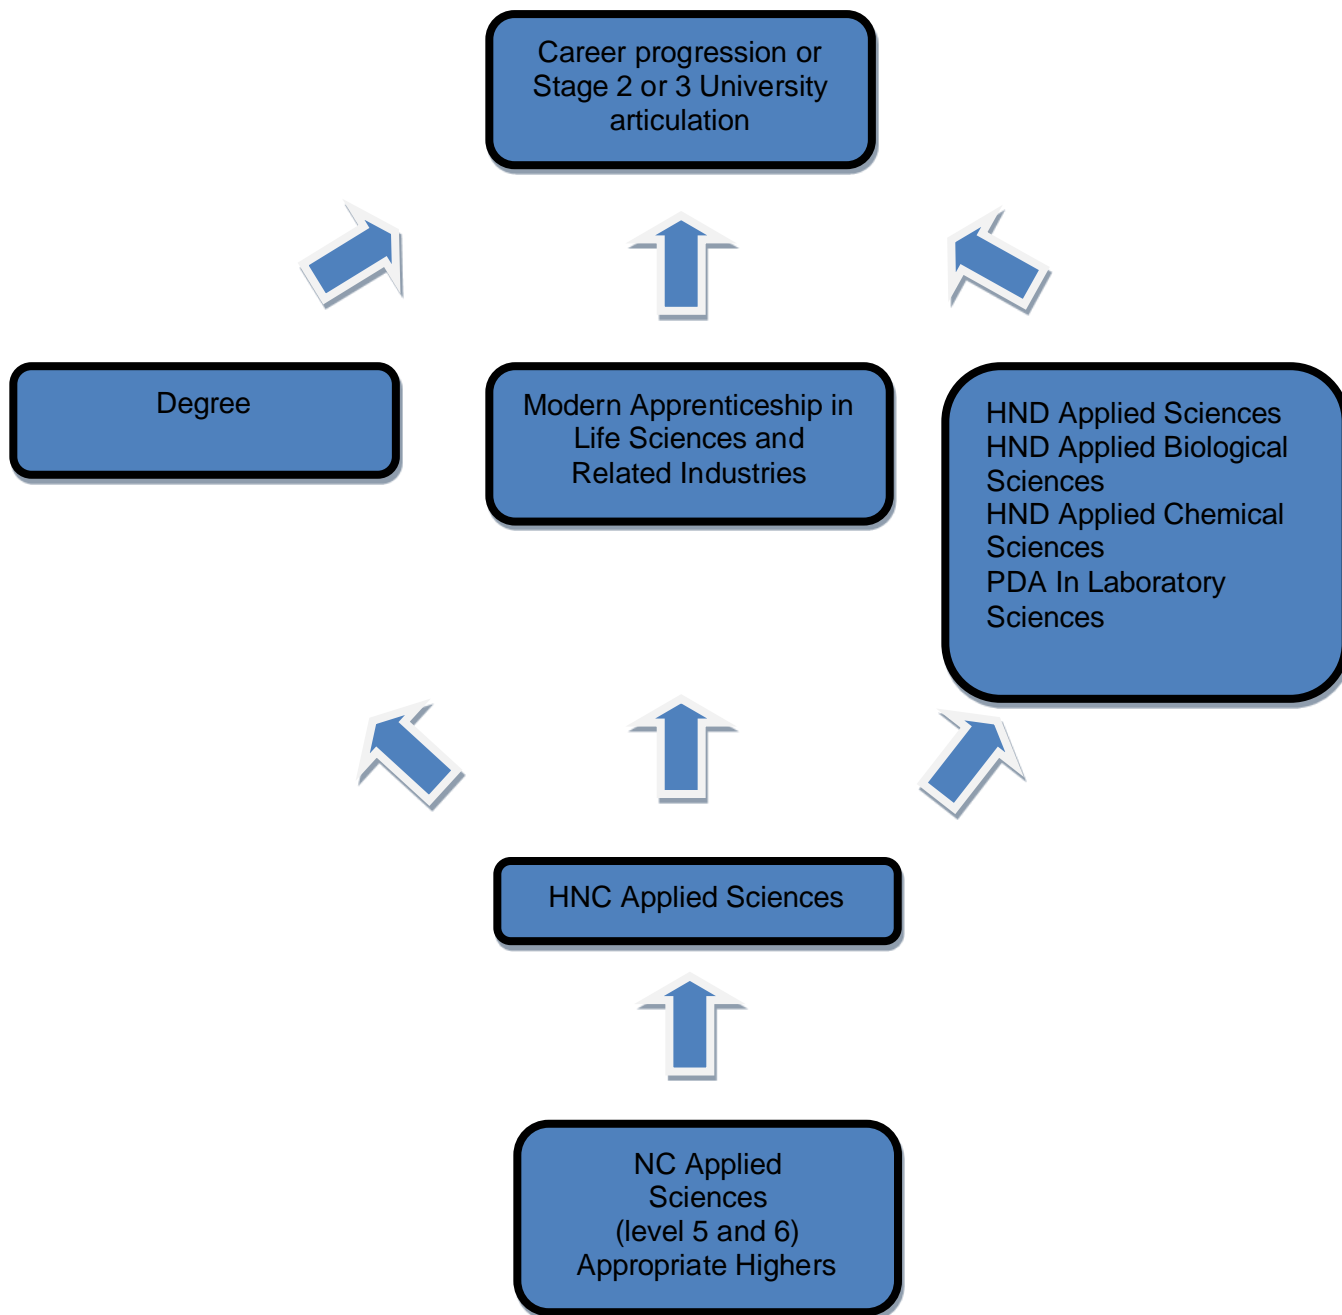 Career progression or
Stage 2 or 3 University
articulation
Degree
Modern Apprenticeship in
Life Sciences and
Related Industries
HND Applied Sciences
HND Applied Biological
Sciences
HND Applied Chemical
Sciences
PDA In Laboratory
Sciences
HNC Applied Sciences
NC Applied
Sciences
(level 5 and 6)
Appropriate Highers